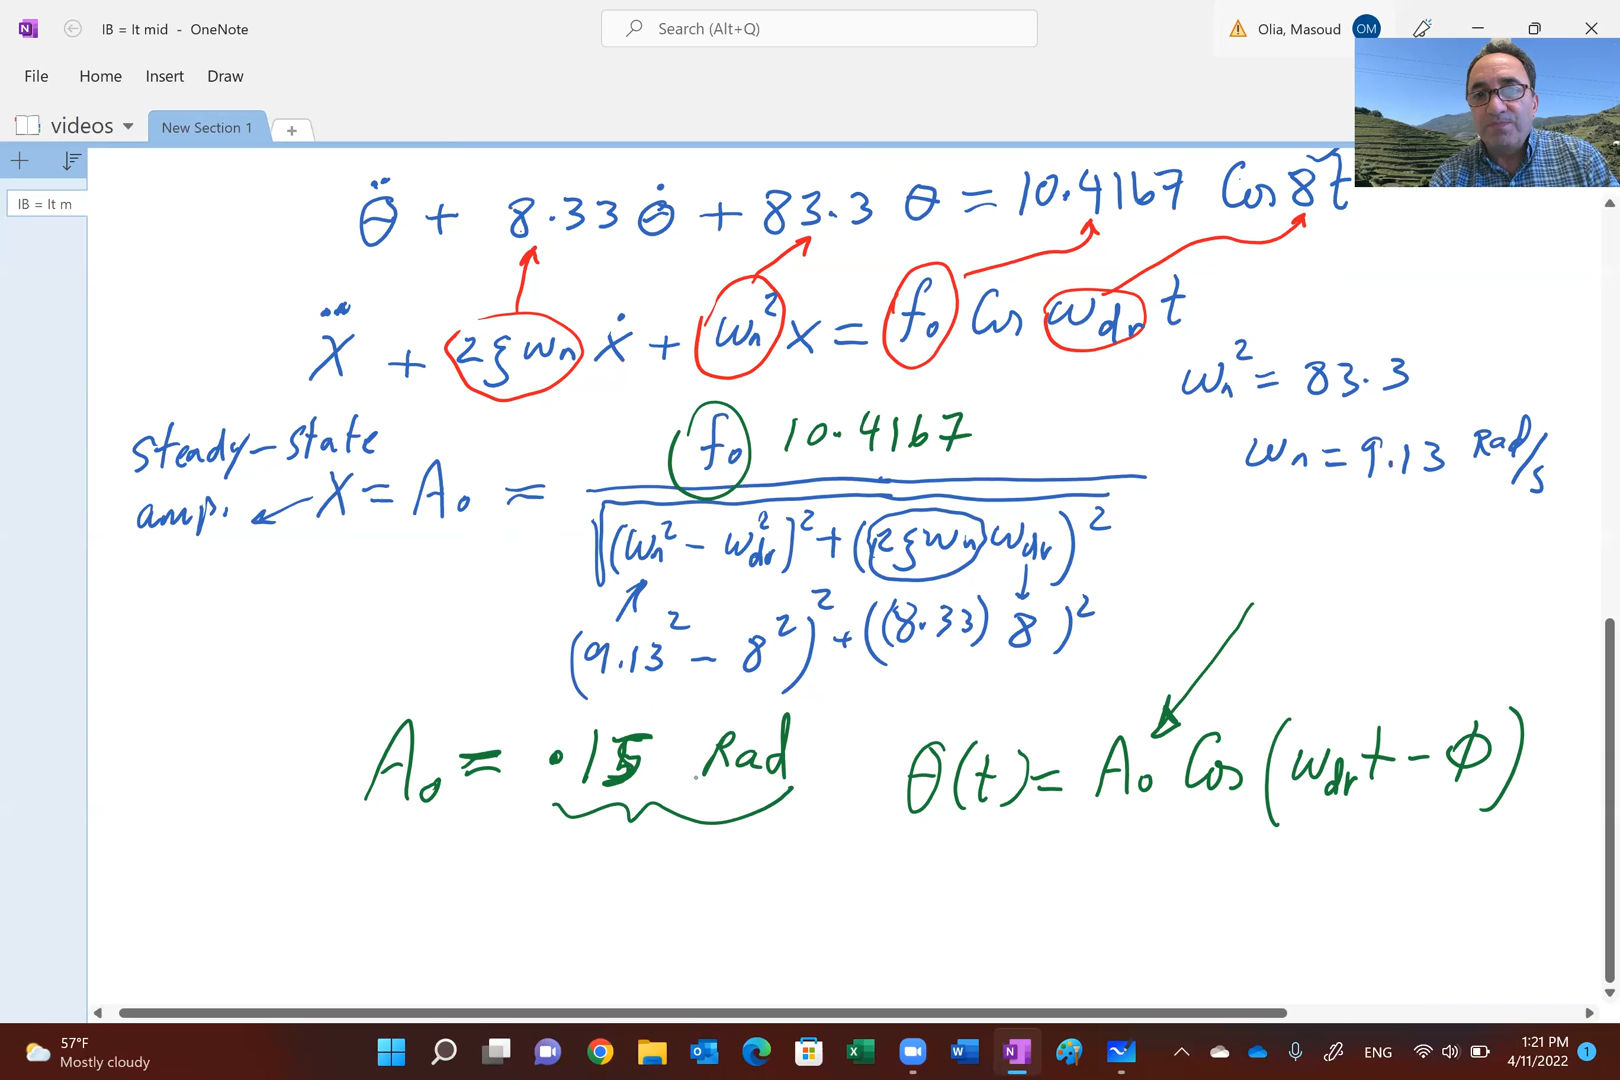 IB = It mid - OneNote
Search (Alt+Q)
Olia, Masoud
OM
File Home Insert Draw
videos
New Section 1
IB = It m
θ̈ + 8.33 θ̇ + 83.3 θ = 10.4167 Cos 8t
ẍ + 2ξωn ẋ + ωn² x = f₀ Cos ωdr t
ωn² = 83.3
ωn = 9.13 Rad/s
steady-state
amp.
X = A₀ =
f₀ 10.4167
√(ωn² - ωdr²)² + (2ξωn ωdr)²
(9.13² - 8²)² + ((8.33) 8)²
A₀ = .15 Rad
θ(t) = A₀ Cos(ωdr t - ϕ)
57°F
Mostly cloudy
ENG
1:21 PM
4/11/2022
1